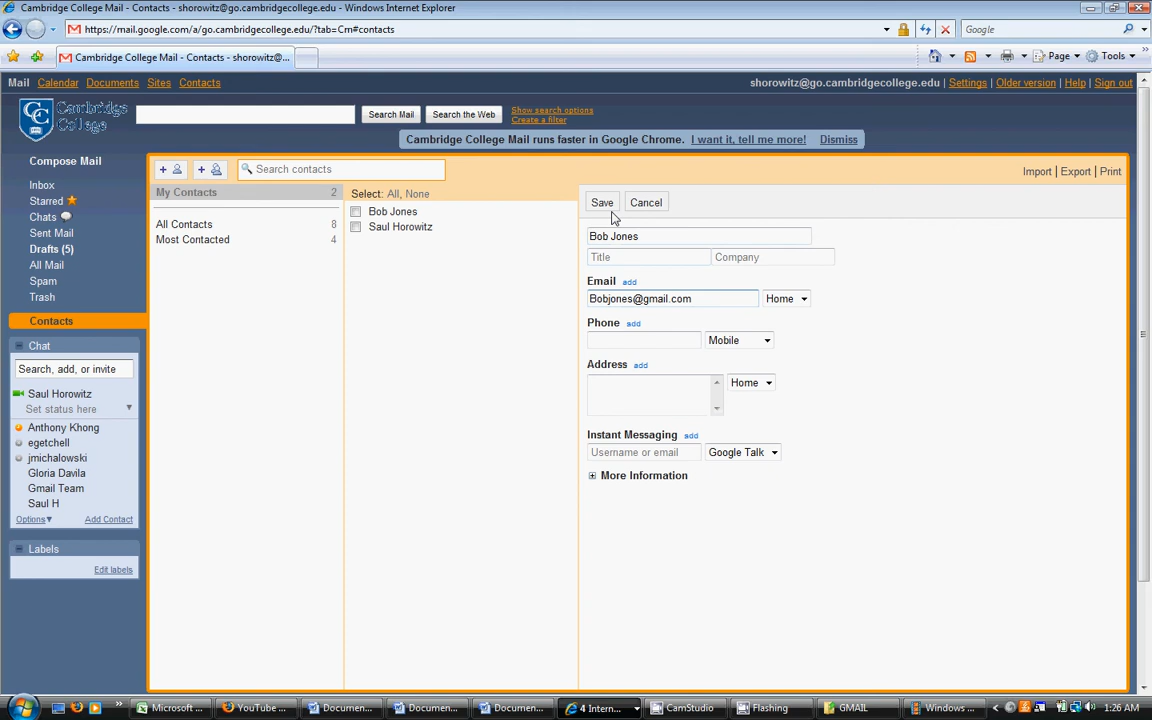 Cambridge College Mail - Contacts - shorowitz@go.cambridgecollege.edu - Windows Internet Explorer
https://mail.google.com/a/go.cambridgecollege.edu/?tab=Cm#contacts
Google
Cambridge College Mail - Contacts - shorowitz@...
Page
Tools
Mail Calendar Documents Sites Contacts
shorowitz@go.cambridgecollege.edu | Settings | Older version | Help | Sign out
Cambridge College
Search Mail
Search the Web
Show search options
Create a filter
Cambridge College Mail runs faster in Google Chrome. I want it, tell me more! Dismiss
Compose Mail
Inbox
Starred
Chats
Sent Mail
Drafts (5)
All Mail
Spam
Trash
Contacts
Chat
Search, add, or invite
Saul Horowitz
Set status here
Anthony Khong
egetchell
jmichalowski
Gloria Davila
Gmail Team
Saul H
Options Add Contact
Labels
Edit labels
+ + Search contacts
Import | Export | Print
My Contacts 2
All Contacts 8
Most Contacted 4
Select: All, None
Bob Jones
Saul Horowitz
Save Cancel
Bob Jones
Title Company
Email add
Bobjones@gmail.com Home
Phone add
Mobile
Address add
Home
Instant Messaging add
Username or email Google Talk
More Information
Microsoft ... YouTube ... Document... Document... Document... 4 Intern... CamStudio Flashing GMAIL Windows ... 1:26 AM